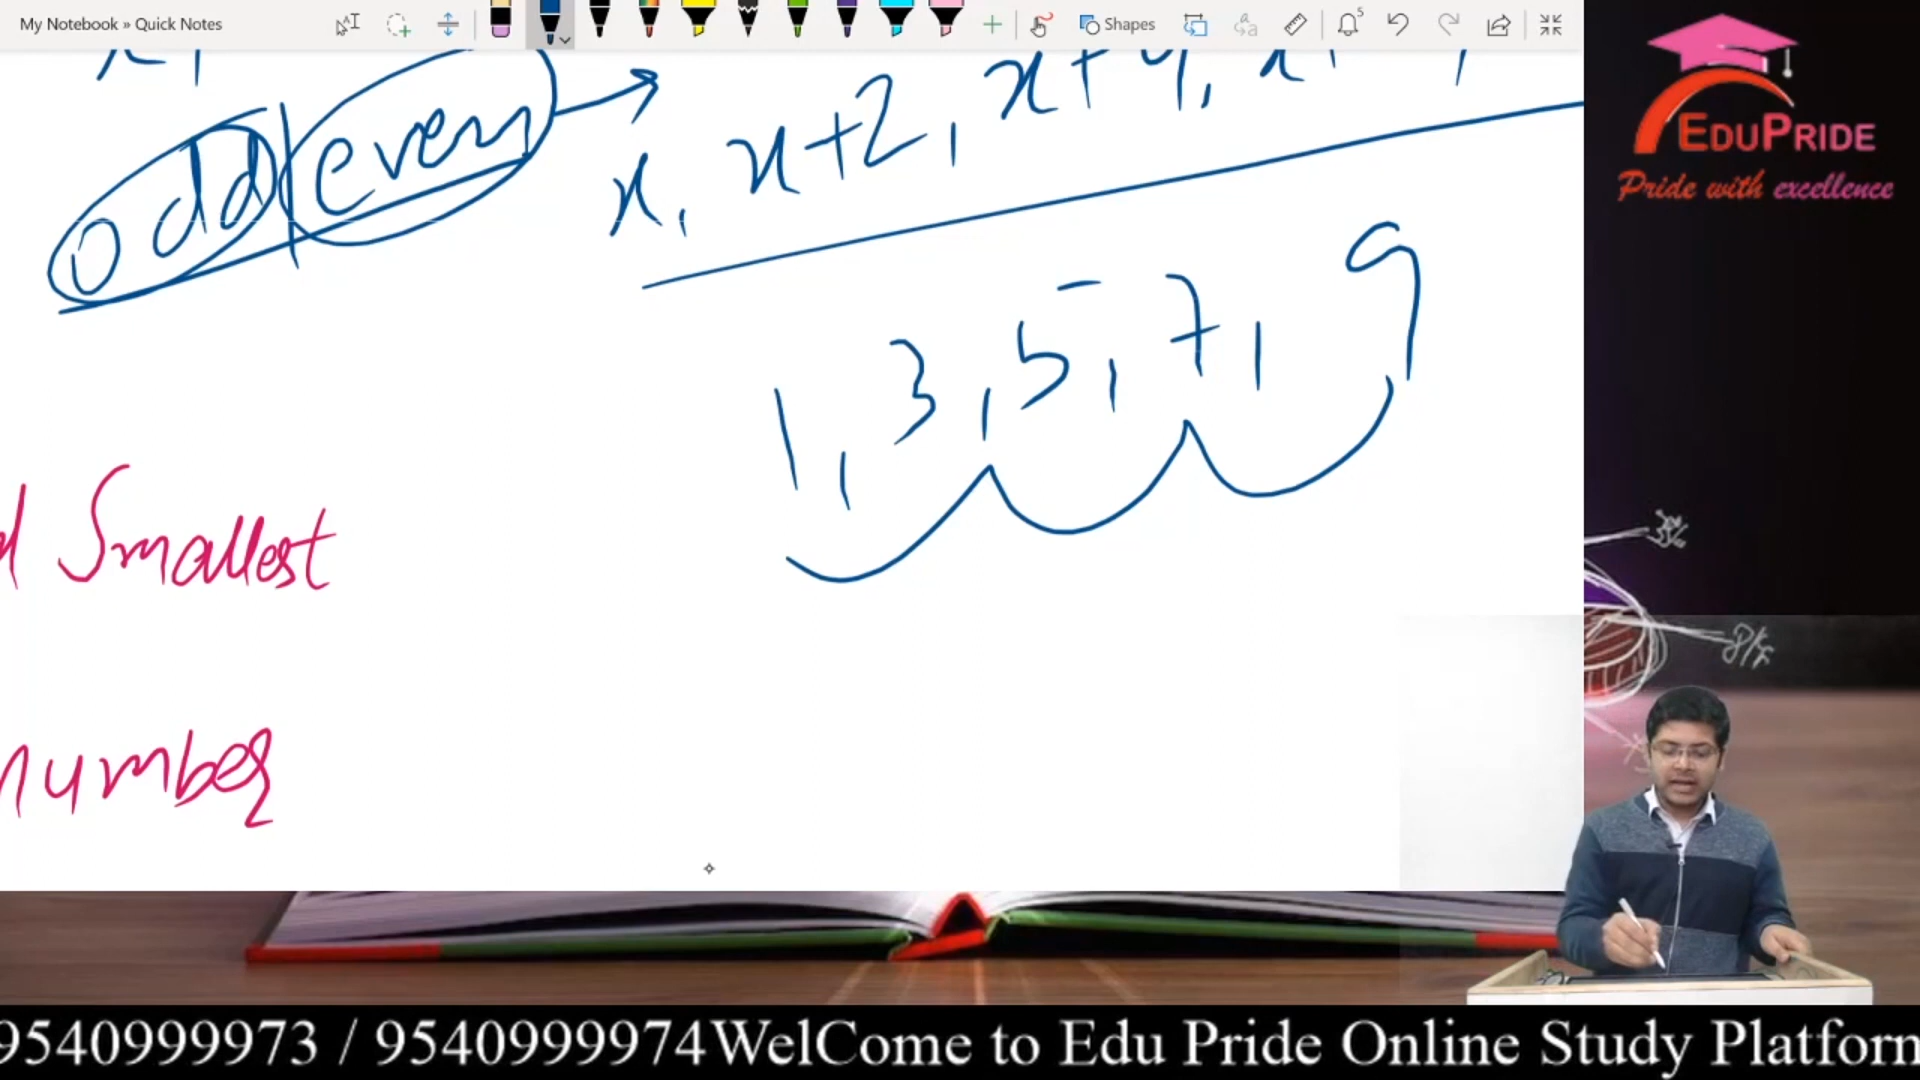 My Notebook » Quick Notes
Shapes
5
odd|even → x, x+2, x+4,
1, 3, 5, 7, 9
Smallest
number
EDUPRIDE
Pride with excellence
9540999973 / 9540999974WelCome to Edu Pride Online Study Platform